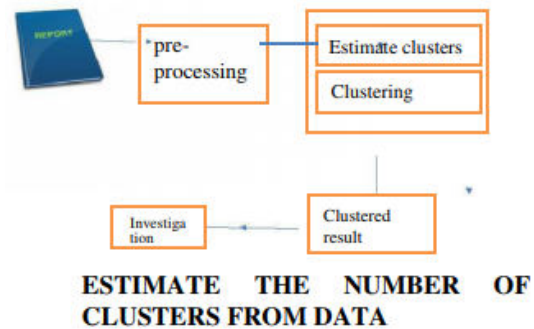 REPORT
pre-
processing
Estimate clusters
Clustering
Investiga
tion
Clustered
result
ESTIMATE THE NUMBER OF
CLUSTERS FROM DATA